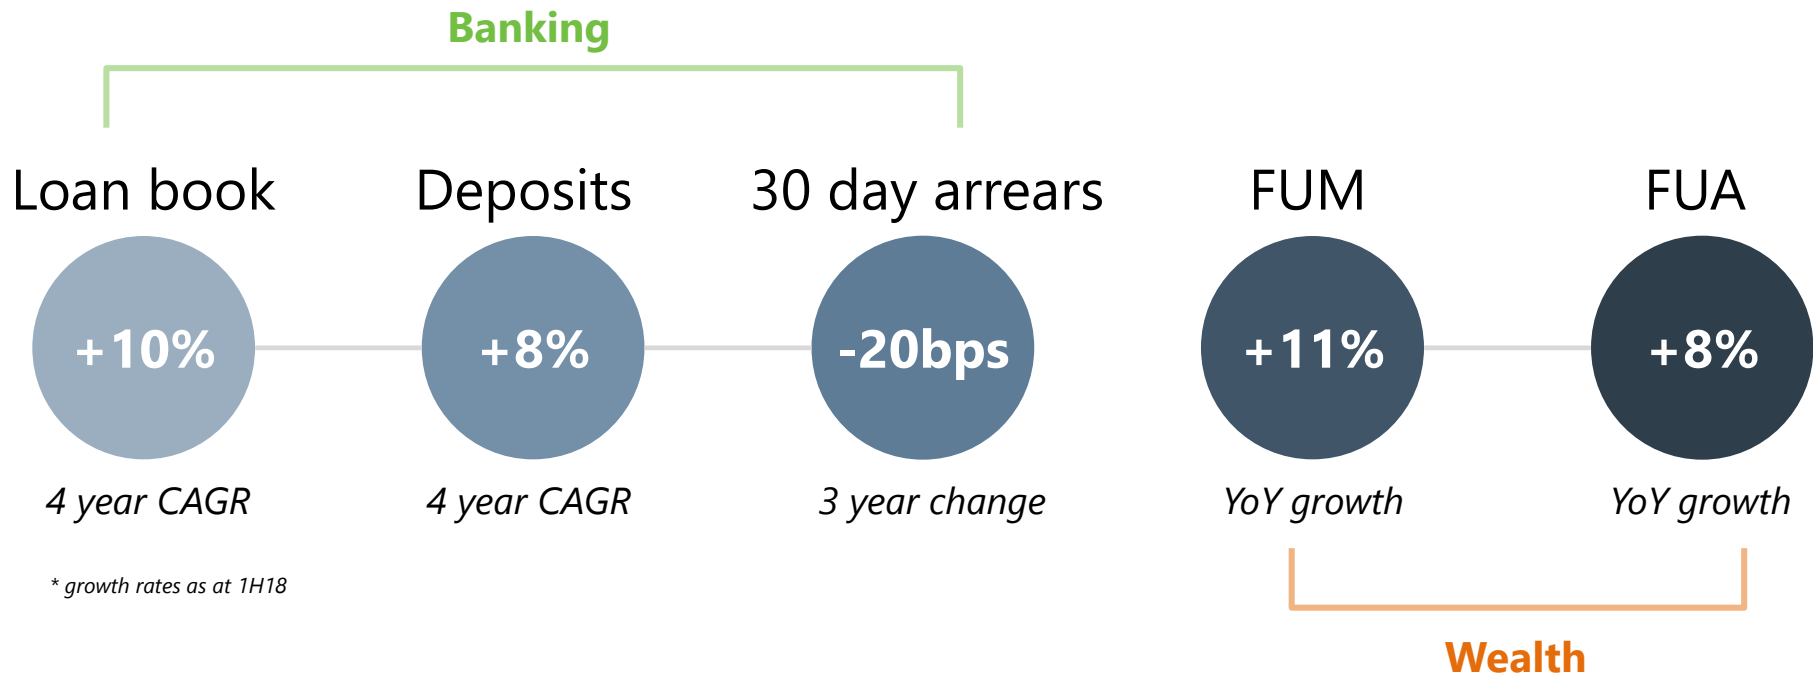 Banking
Loan book
Deposits
30 day arrears
FUM
FUA
+10%
+8%
-20bps
+11%
+8%
4 year CAGR
4 year CAGR
3 year change
YoY growth
YoY growth
* growth rates as at 1H18
Wealth